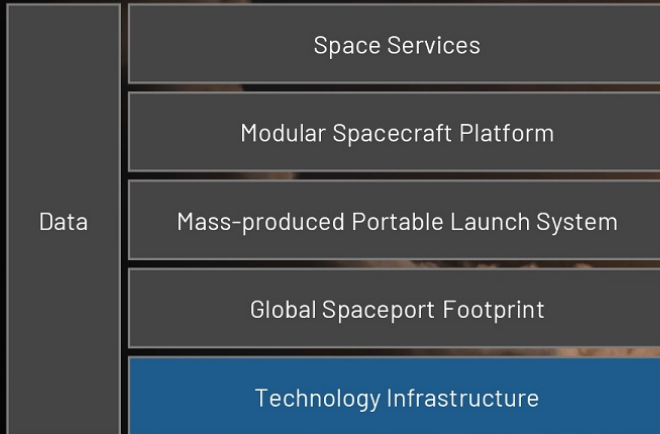 Space Services
Modular Spacecraft Platform
Data
Mass-produced Portable Launch System
Global Spaceport Footprint
Technology Infrastructure